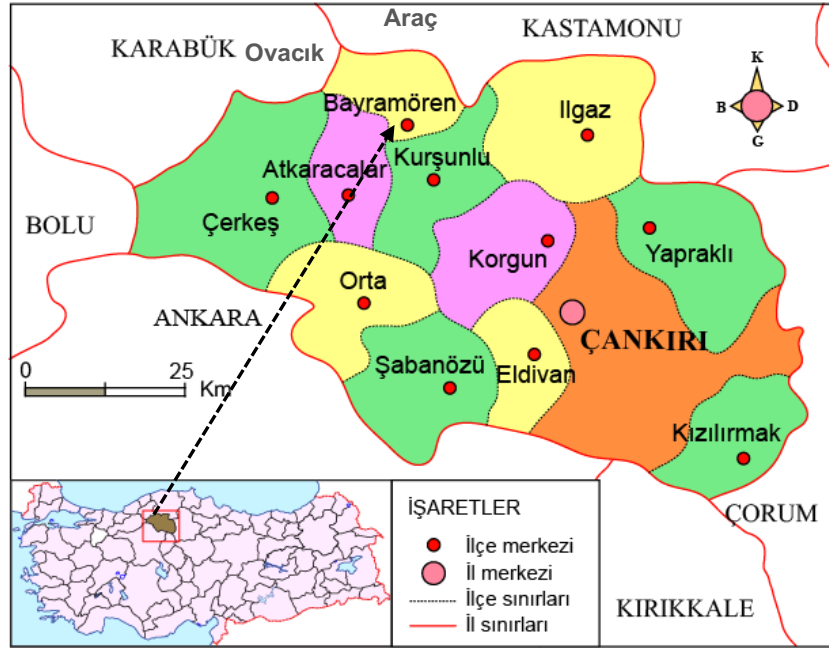 Araç
KASTAMONU
KARABÜK
Ovacık
K
B D
G
Bayramören
Ilgaz
Kurşunlu
Atkaracalar
Çerkeş
BOLU
Yapraklı
Korgun
Orta
ANKARA
ÇANKIRI
Şabanözü
Eldivan
0 25
Km
Kızılırmak
ÇORUM
İŞARETLER
İlçe merkezi
İl merkezi
İlçe sınırları
İl sınırları
KIRIKKALE